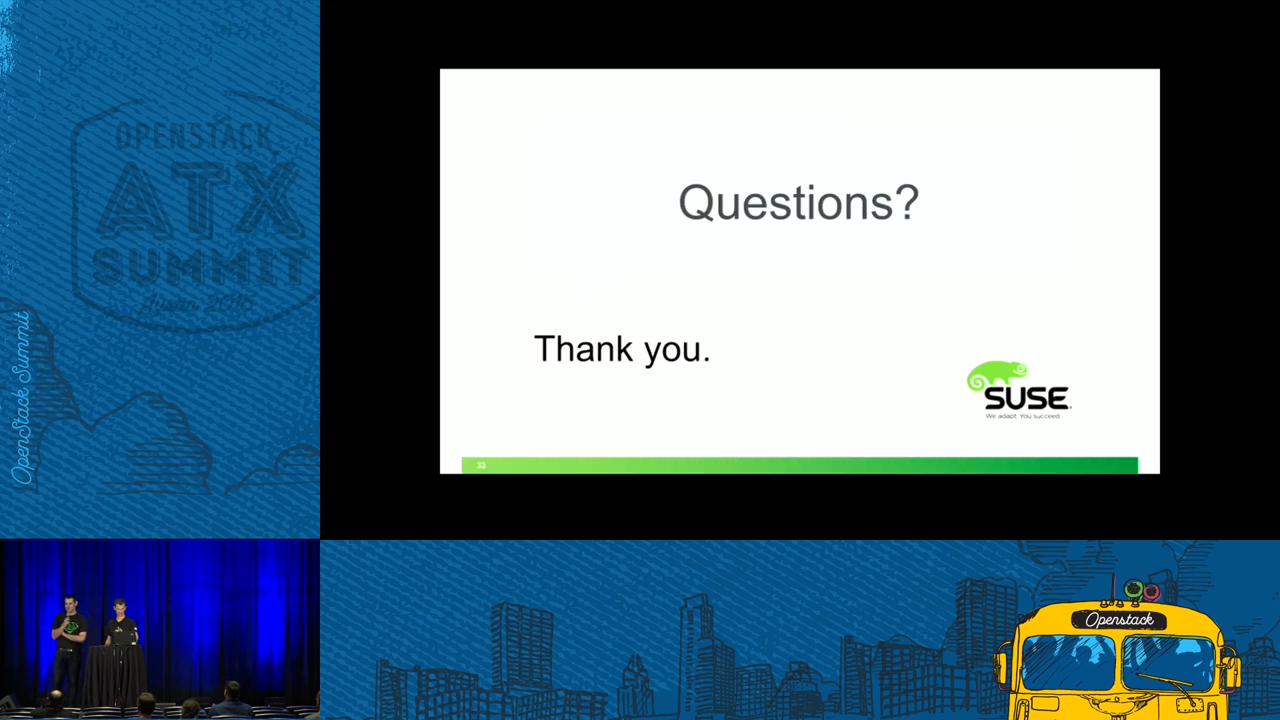 OPENSTACK
ATX
SUMMIT
Austin 2016
OpenStack Summit
Questions?
Thank you.
SUSE
We adapt. You succeed.
33
Openstack